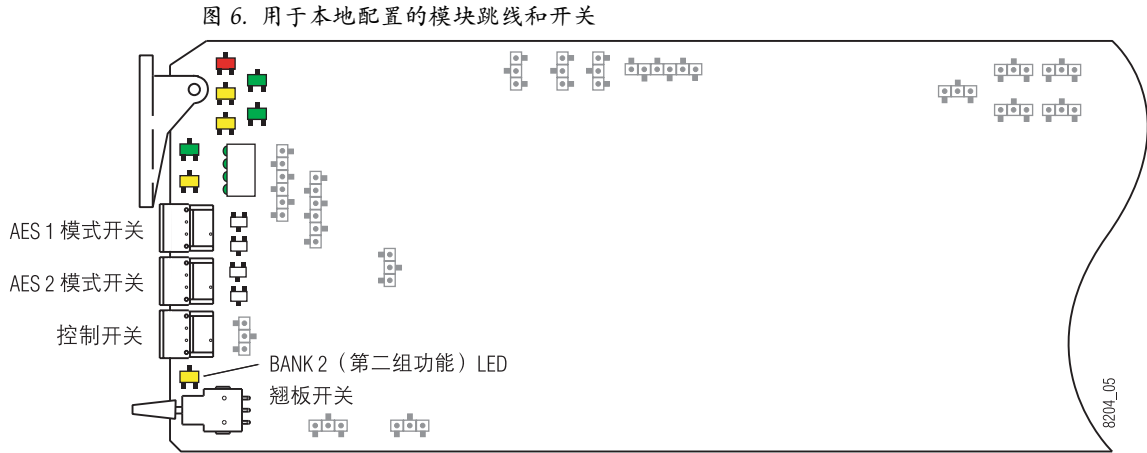 图 6. 用于本地配置的模块跳线和开关
AES 1 模式开关
AES 2 模式开关
控制开关
BANK 2（第二组功能）LED
翘板开关
8204_05